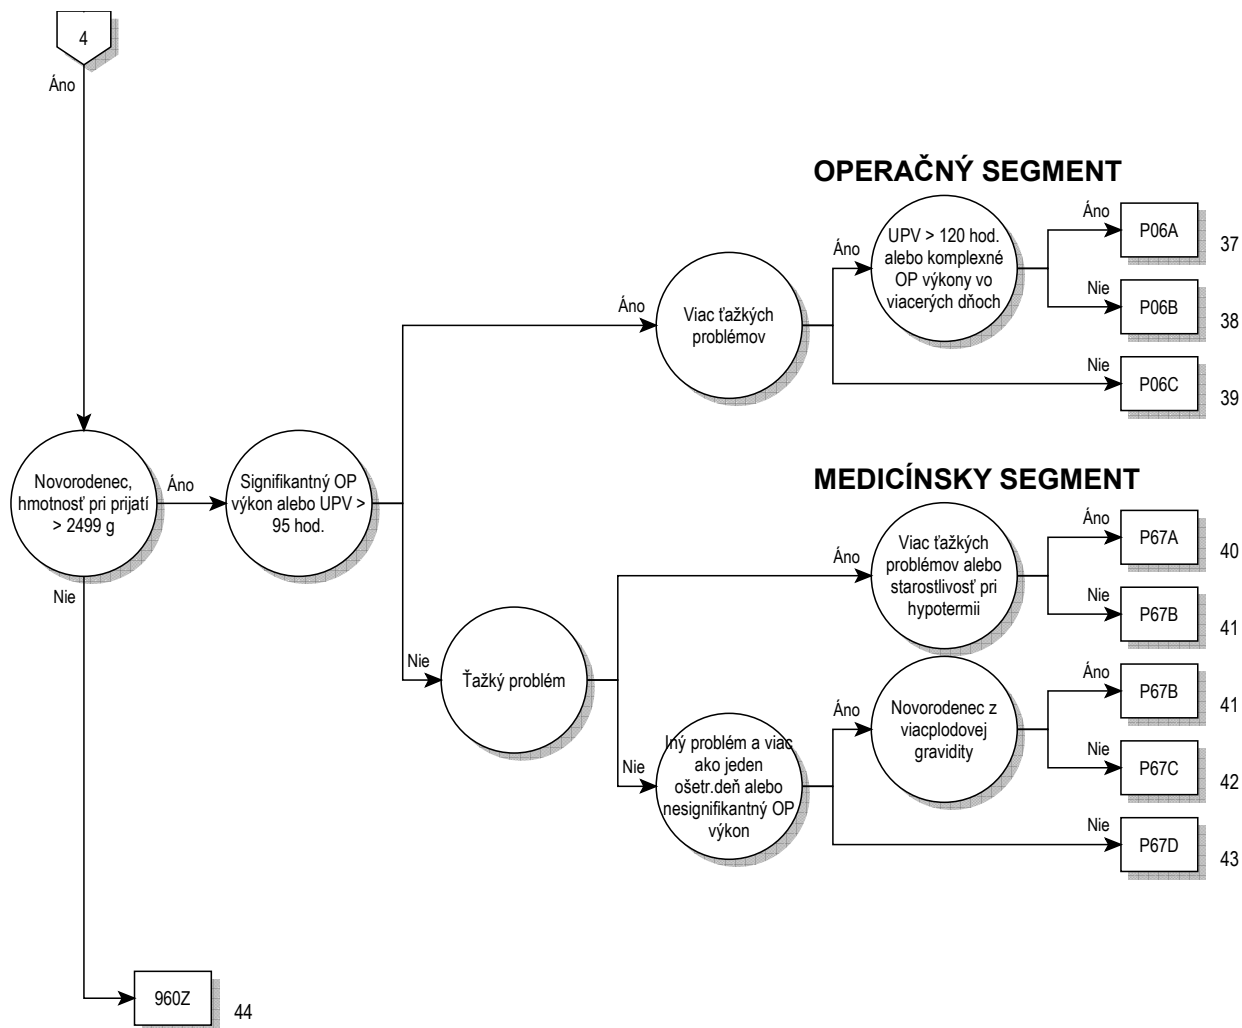 4
Áno
OPERAČNÝ SEGMENT
UPV > 120 hod.
alebo komplexné
OP výkony vo
viacerých dňoch
Áno
Áno
P06A
37
Nie
P06B
38
Áno
Viac ťažkých
problémov
Nie
P06C
39
Novorodenec,
hmotnosť pri prijatí
> 2499 g
Áno
Signifikantný OP
výkon alebo UPV >
95 hod.
MEDICÍNSKY SEGMENT
Áno
Viac ťažkých
problémov alebo
starostlivosť pri
hypotermii
Áno
P67A
40
Nie
P67B
41
Nie
Nie
Ťažký problém
Áno
Novorodenec z
viacplodovej
gravidity
Áno
P67B
41
Nie
P67C
42
Nie
Iný problém a viac
ako jeden
ošetr.deň alebo
nesignifikantný OP
výkon
Nie
P67D
43
960Z
44